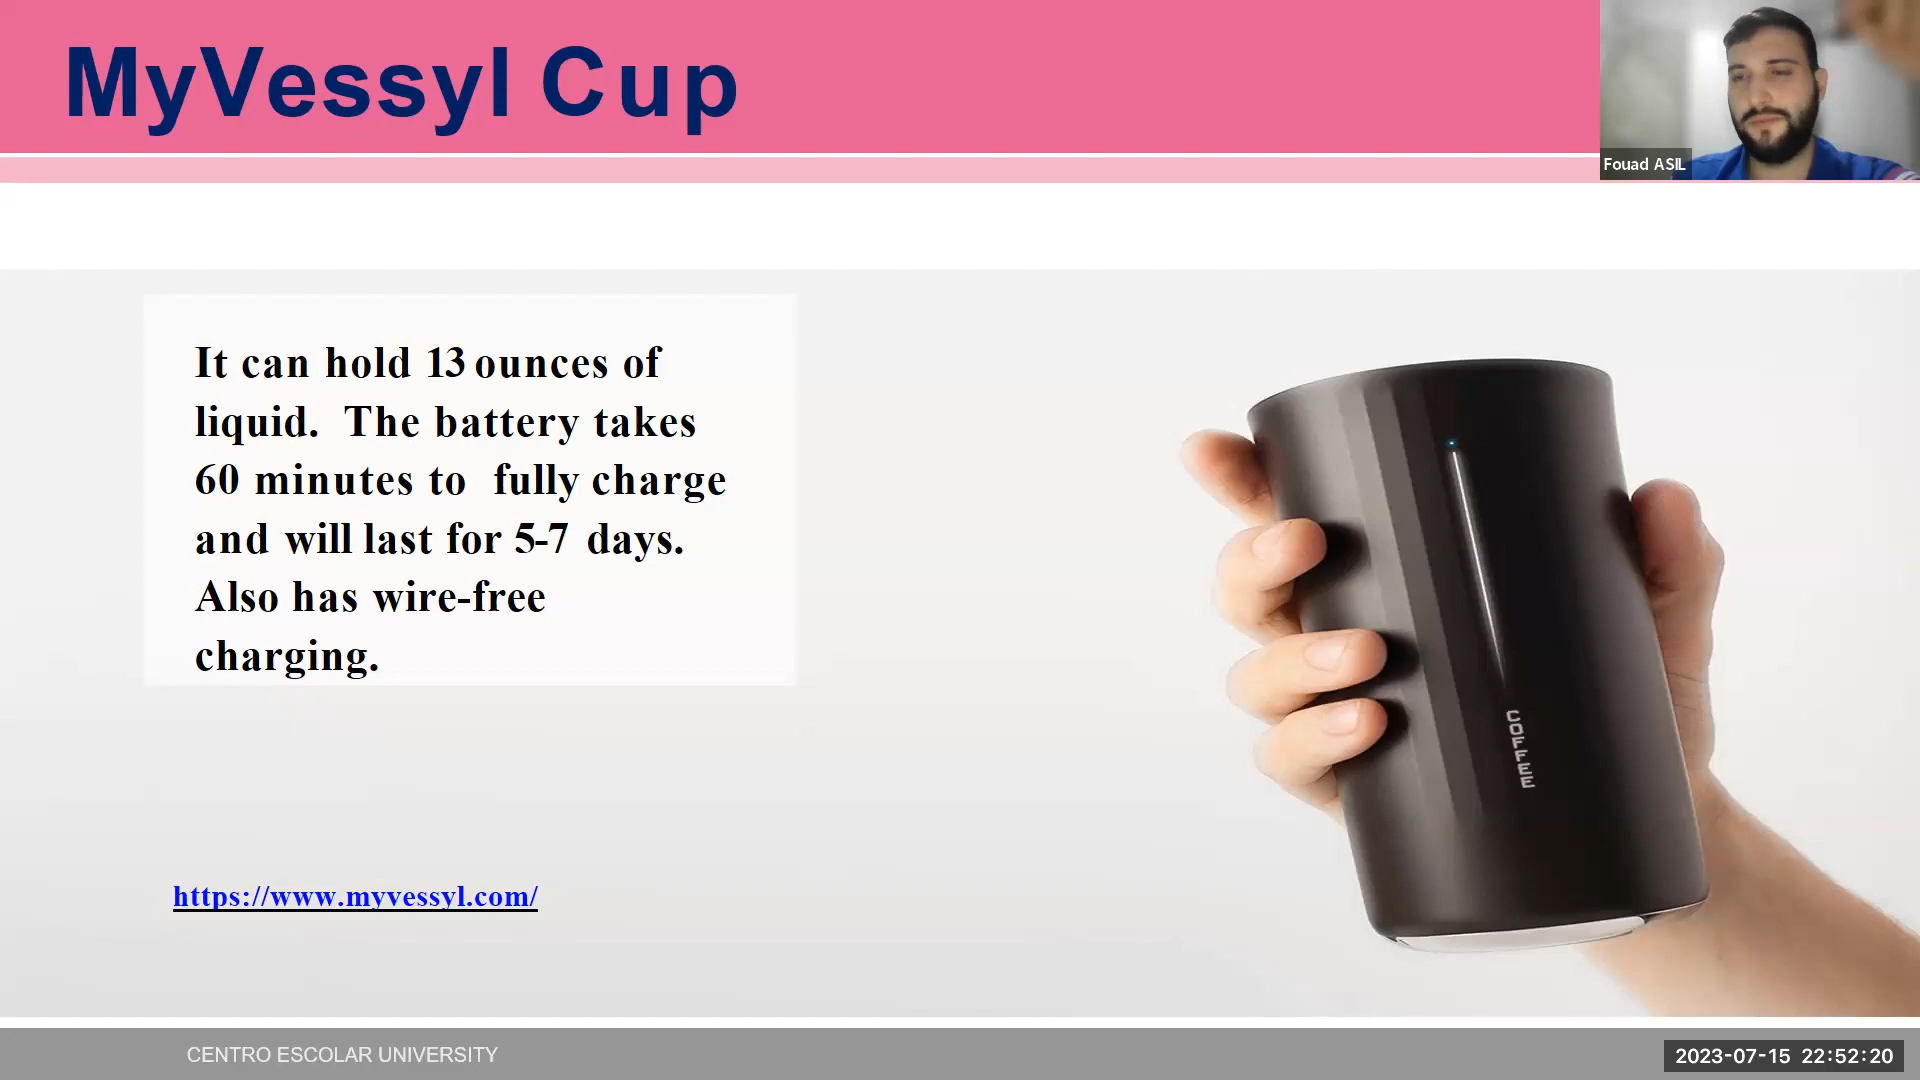 MyVessyl Cup
Fouad ASIL
It can hold 13 ounces of
liquid. The battery takes
60 minutes to fully charge
and will last for 5-7 days.
Also has wire-free
charging.
COFFEE
https://www.myvessyl.com/
CENTRO ESCOLAR UNIVERSITY
2023-07-15 22:52:20